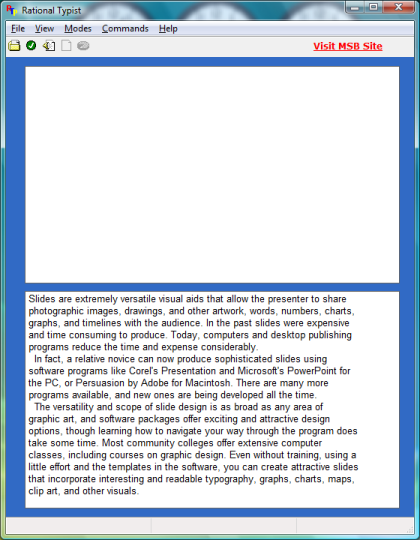 Rational Typist
File View Modes Commands Help
Visit MSB Site
Slides are extremely versatile visual aids that allow the presenter to share
photographic images, drawings, and other artwork, words, numbers, charts,
graphs, and timelines with the audience. In the past slides were expensive
and time consuming to produce. Today, computers and desktop publishing
programs reduce the time and expense considerably.
In fact, a relative novice can now produce sophisticated slides using
software programs like Corel's Presentation and Microsoft's PowerPoint for
the PC, or Persuasion by Adobe for Macintosh. There are many more
programs available, and new ones are being developed all the time.
The versatility and scope of slide design is as broad as any area of
graphic art, and software packages offer exciting and attractive design
options, though learning how to navigate your way through the program does
take some time. Most community colleges offer extensive computer
classes, including courses on graphic design. Even without training, using a
little effort and the templates in the software, you can create attractive slides
that incorporate interesting and readable typography, graphs, charts, maps,
clip art, and other visuals.